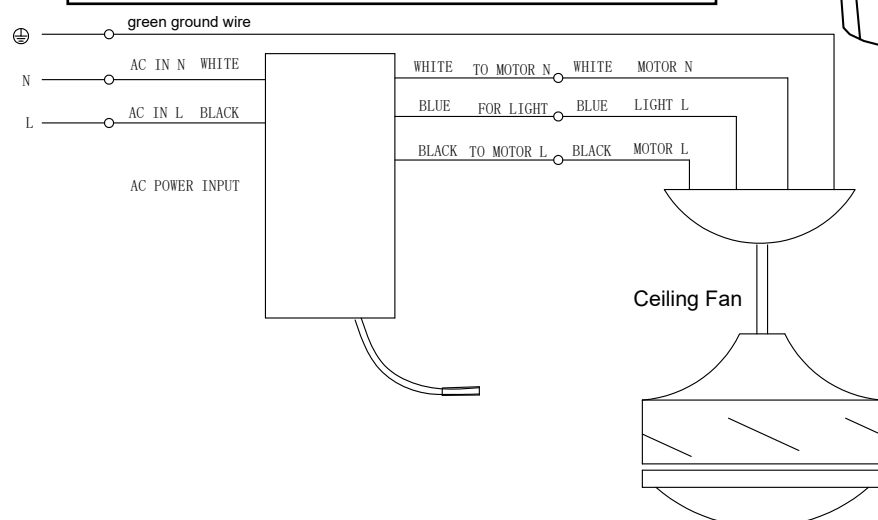 green ground wire
AC IN N WHITE
N
WHITE TO MOTOR N WHITE MOTOR N
AC IN L BLACK
L
BLUE FOR LIGHT BLUE LIGHT L
BLACK TO MOTOR L BLACK MOTOR L
AC POWER INPUT
Ceiling Fan